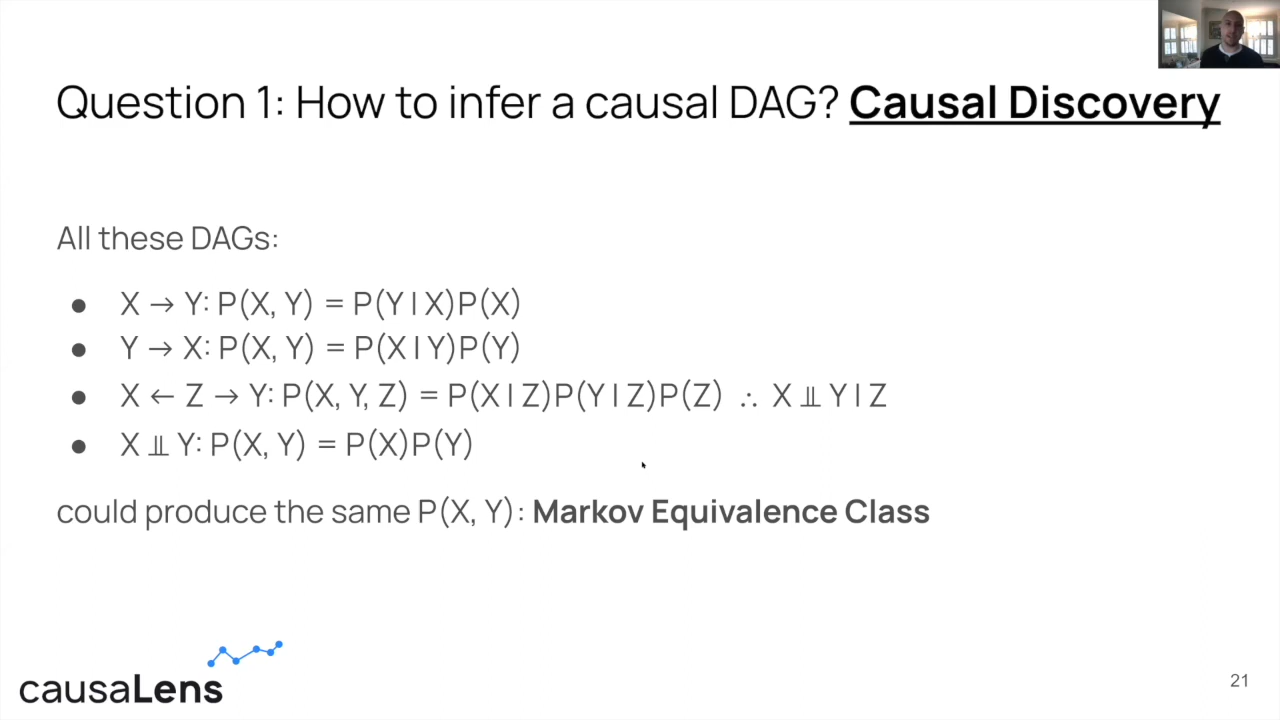 Question 1: How to infer a causal DAG? Causal Discovery
All these DAGs:
● X → Y: P(X, Y) = P(Y | X)P(X)
● Y → X: P(X, Y) = P(X | Y)P(Y)
● X ← Z → Y: P(X, Y, Z) = P(X | Z)P(Y | Z)P(Z) ∴ X ⫫ Y | Z
● X ⫫ Y: P(X, Y) = P(X)P(Y)
could produce the same P(X, Y): Markov Equivalence Class
causaLens
21